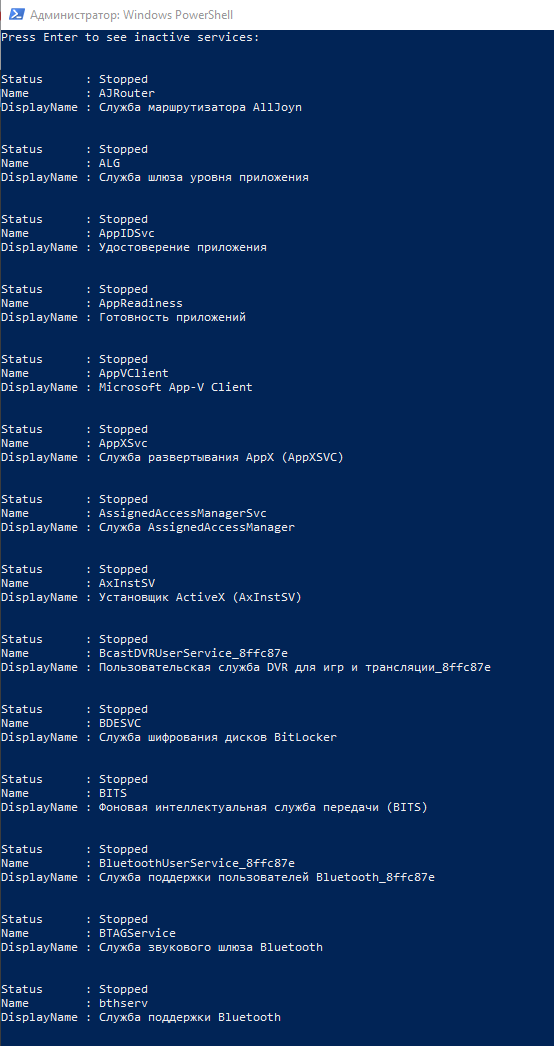 Администратор: Windows PowerShell
Press Enter to see inactive services:
Status      : Stopped
Name        : AJRouter
DisplayName : Служба маршрутизатора AllJoyn
Status      : Stopped
Name        : ALG
DisplayName : Служба шлюза уровня приложения
Status      : Stopped
Name        : AppIDSvc
DisplayName : Удостоверение приложения
Status      : Stopped
Name        : AppReadiness
DisplayName : Готовность приложений
Status      : Stopped
Name        : AppVClient
DisplayName : Microsoft App-V Client
Status      : Stopped
Name        : AppXSvc
DisplayName : Служба развертывания AppX (AppXSVC)
Status      : Stopped
Name        : AssignedAccessManagerSvc
DisplayName : Служба AssignedAccessManager
Status      : Stopped
Name        : AxInstSV
DisplayName : Установщик ActiveX (AxInstSV)
Status      : Stopped
Name        : BcastDVRUserService_8ffc87e
DisplayName : Пользовательская служба DVR для игр и трансляции_8ffc87e
Status      : Stopped
Name        : BDESVC
DisplayName : Служба шифрования дисков BitLocker
Status      : Stopped
Name        : BITS
DisplayName : Фоновая интеллектуальная служба передачи (BITS)
Status      : Stopped
Name        : BluetoothUserService_8ffc87e
DisplayName : Служба поддержки пользователей Bluetooth_8ffc87e
Status      : Stopped
Name        : BTAGService
DisplayName : Служба звукового шлюза Bluetooth
Status      : Stopped
Name        : bthserv
DisplayName : Служба поддержки Bluetooth